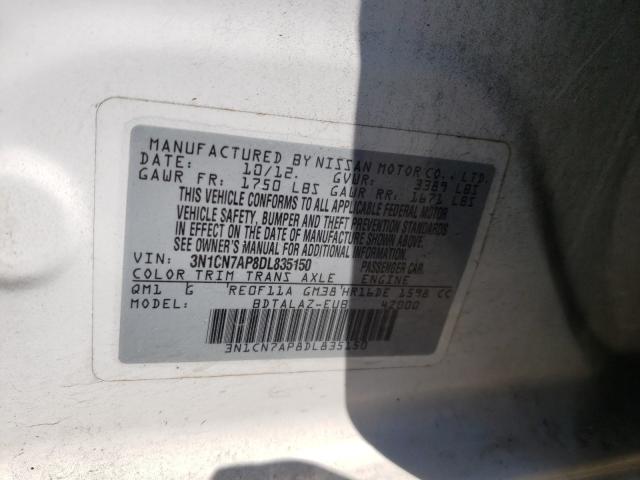 MANUFACTURED BY NISSAN MOTOR CO., LTD.
DATE: 10/12. GVWR: 3389 LBS
GAWR FR: 1750 LBS GAWR RR: 1671 LBS
THIS VEHICLE CONFORMS TO ALL APPLICABLE FEDERAL MOTOR
VEHICLE SAFETY, BUMPER AND THEFT PREVENTION STANDARDS
IN EFFECT ON THE DATE OF MANUFACTURE SHOWN ABOVE.
SEE OWNER'S MANUAL FOR ADDITIONAL INFORMATION.
VIN: 3N1CN7AP8DL835150 PASSENGER CAR.
COLOR TRIM TRANS AXLE ENGINE
QM1 G RE0F11A GM38 HR16DE 1598 CC
MODEL: BDTALAZ-EUB 42000
3N1CN7AP8DL835150